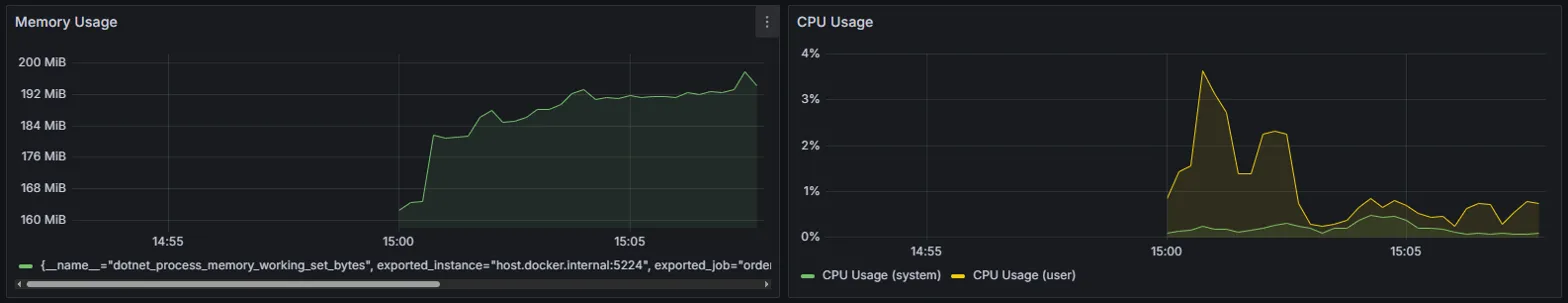 Memory Usage
200 MiB
192 MiB
184 MiB
176 MiB
168 MiB
160 MiB
14:55 15:00 15:05
{__name__="dotnet_process_memory_working_set_bytes", exported_instance="host.docker.internal:5224", exported_job="orde
CPU Usage
4%
3%
2%
1%
0%
14:55 15:00 15:05
CPU Usage (system) CPU Usage (user)